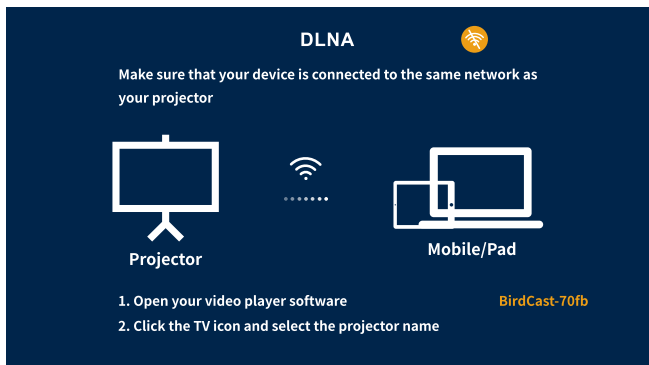 DLNA
Make sure that your device is connected to the same network as
your projector
Projector
Mobile/Pad
1. Open your video player software
BirdCast-70fb
2. Click the TV icon and select the projector name